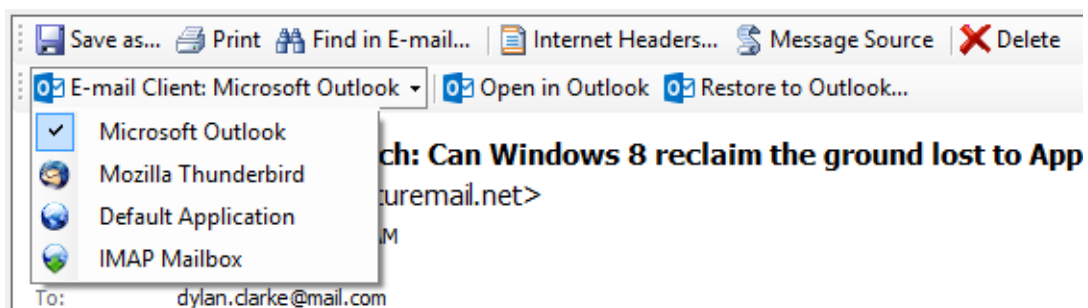 Save as... Print Find in E-mail... Internet Headers... Message Source Delete
E-mail Client: Microsoft Outlook Open in Outlook Restore to Outlook...
Microsoft Outlook
ch: Can Windows 8 reclaim the ground lost to App
Mozilla Thunderbird
turemail.net>
Default Application
AM
IMAP Mailbox
To: dylan.clarke@mail.com